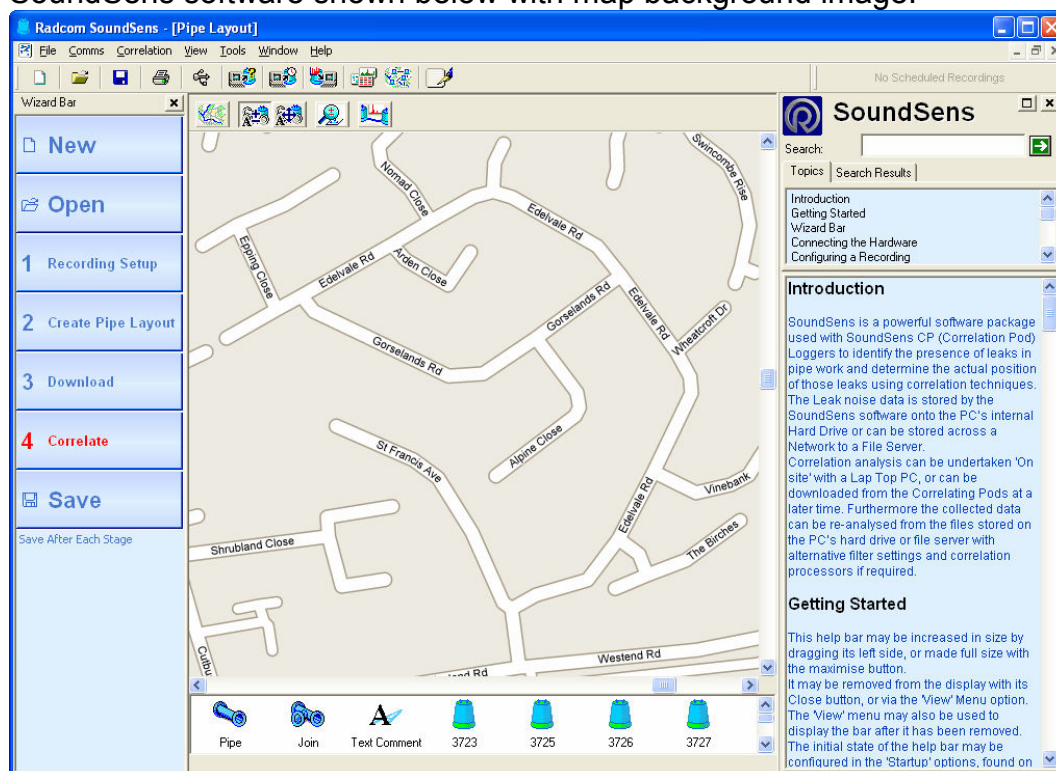 SoundSens software shown below with map background image.
Radcom SoundSens - [Pipe Layout]
File Comms Correlation View Tools Window Help
No Scheduled Recordings
Wizard Bar
New
Open
1 Recording Setup
2 Create Pipe Layout
3 Download
4 Correlate
Save
Save After Each Stage
Nomad Close
Swincombe Rise
Edelvale Rd
Epping Close
Edelvale Rd
Arden Close
Gorselands Rd
Edelvale Rd
Wheatcroft Dr
Gorselands Rd
St Francis Ave
Alpine Close
Vinebank
Edelvale Rd
The Birches
Shrubland Close
Westend Rd
Pipe
Join
Text Comment
3723
3725
3726
3727
SoundSens
Search:
Topics
Search Results
Introduction
Getting Started
Wizard Bar
Connecting the Hardware
Configuring a Recording
Introduction
SoundSens is a powerful software package
used with SoundSens CP (Correlation Pod)
Loggers to identify the presence of leaks in
pipe work and determine the actual position
of those leaks using correlation techniques.
The Leak noise data is stored by the
SoundSens software onto the PC's internal
Hard Drive or can be stored across a
Network to a File Server.
Correlation analysis can be undertaken 'On
site' with a Lap Top PC, or can be
downloaded from the Correlating Pods at a
later time. Furthermore the collected data
can be re-analysed from the files stored on
the PC's hard drive or file server with
alternative filter settings and correlation
processors if required.
Getting Started
This help bar may be increased in size by
dragging its left side, or made full size with
the maximise button.
It may be removed from the display with its
Close button, or via the 'View' Menu option.
The 'View' menu may also be used to
display the bar after it has been removed.
The initial state of the help bar may be
configured in the 'Startup' options, found on